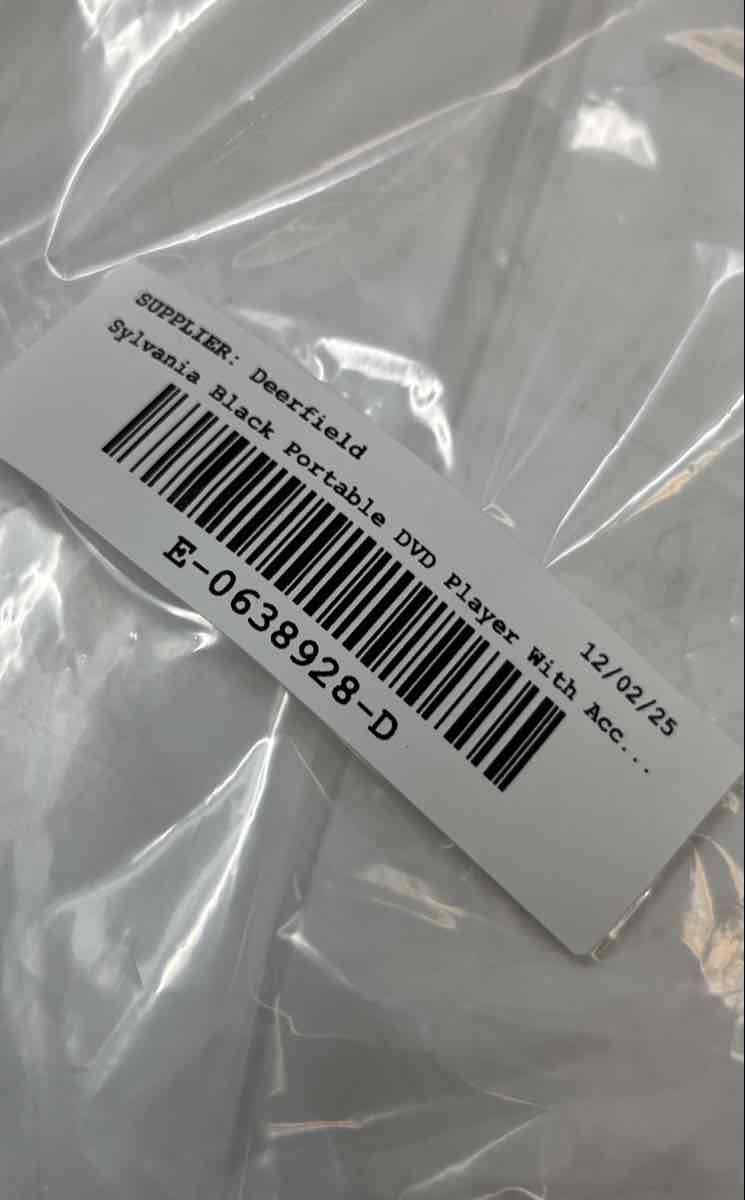 SUPPLIER: Deerfield
12/02/25
Sylvania Black Portable DVD Player With Acc...
E-0638928-D